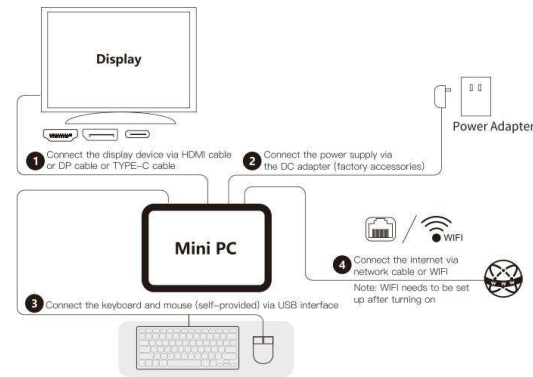 Display
Power Adapter
1 Connect the display device via HDMI cable
or DP cable or TYPE-C cable
2 Connect the power supply via
the DC adapter (factory accessories)
Mini PC
WIFI
4 Connect the internet via
network cable or WIFI
Note: WIFI needs to be set
up after turning on
W W W
3 Connect the keyboard and mouse (self-provided) via USB interface